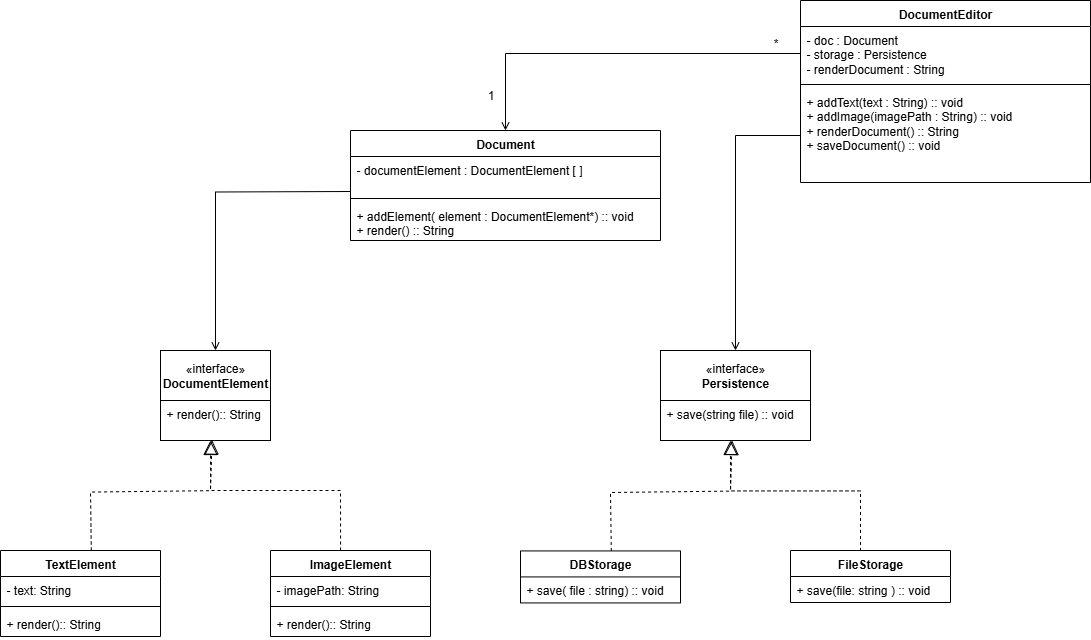 DocumentEditor
- doc : Document
- storage : Persistence
- renderDocument : String
+ addText(text : String) :: void
+ addImage(imagePath : String) :: void
+ renderDocument() :: String
+ saveDocument() :: void
*
1
Document
- documentElement : DocumentElement [ ]
+ addElement( element : DocumentElement*) :: void
+ render() :: String
«interface»
DocumentElement
+ render():: String
«interface»
Persistence
+ save(string file) :: void
TextElement
- text: String
+ render():: String
ImageElement
- imagePath: String
+ render():: String
DBStorage
+ save( file : string) :: void
FileStorage
+ save(file: string ) :: void